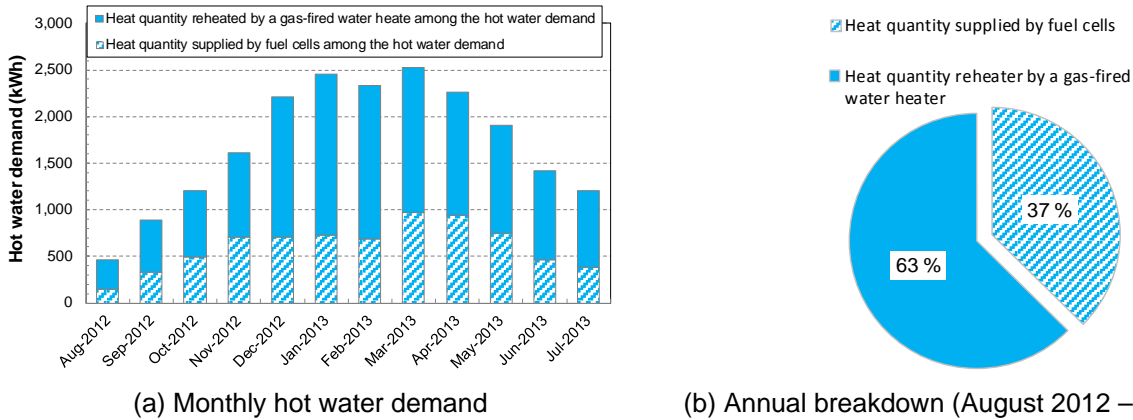 3,000
Heat quantity reheated by a gas-fired water heate among the hot water demand
Heat quantity supplied by fuel cells among the hot water demand
2,500
2,000
1,500
1,000
500
0
Hot water demand (kWh)
Aug-2012
Sep-2012
Oct-2012
Nov-2012
Dec-2012
Jan-2013
Feb-2013
Mar-2013
Apr-2013
May-2013
Jun-2013
Jul-2013
(a) Monthly hot water demand
Heat quantity supplied by fuel cells
Heat quantity reheater by a gas-fired
water heater
37 %
63 %
(b) Annual breakdown (August 2012 –